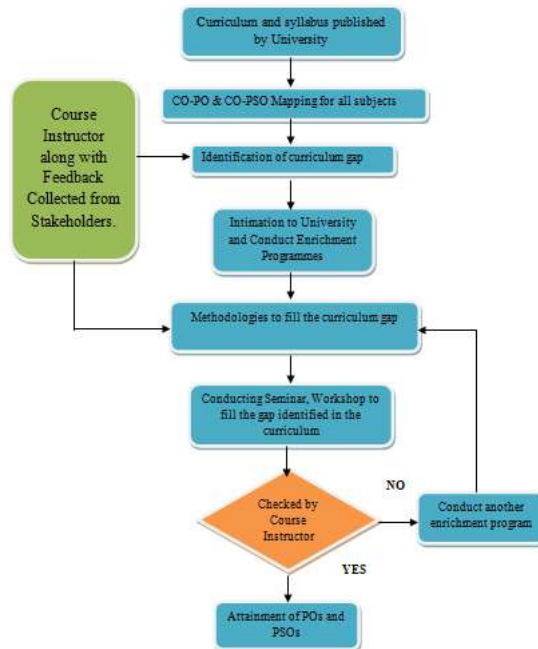 Curriculum and syllabus published
by University
CO-PO & CO-PSO Mapping for all subjects
Course
Instructor
along with
Feedback
Collected from
Stakeholders.
Identification of curriculum gap
Intimation to University
and Conduct Enrichment
Programmes
Methodologies to fill the curriculum gap
Conducting Seminar, Workshop to
fill the gap identified in the
curriculum
Checked by
Course
Instructor
NO
Conduct another
enrichment program
YES
Attainment of POs and
PSOs